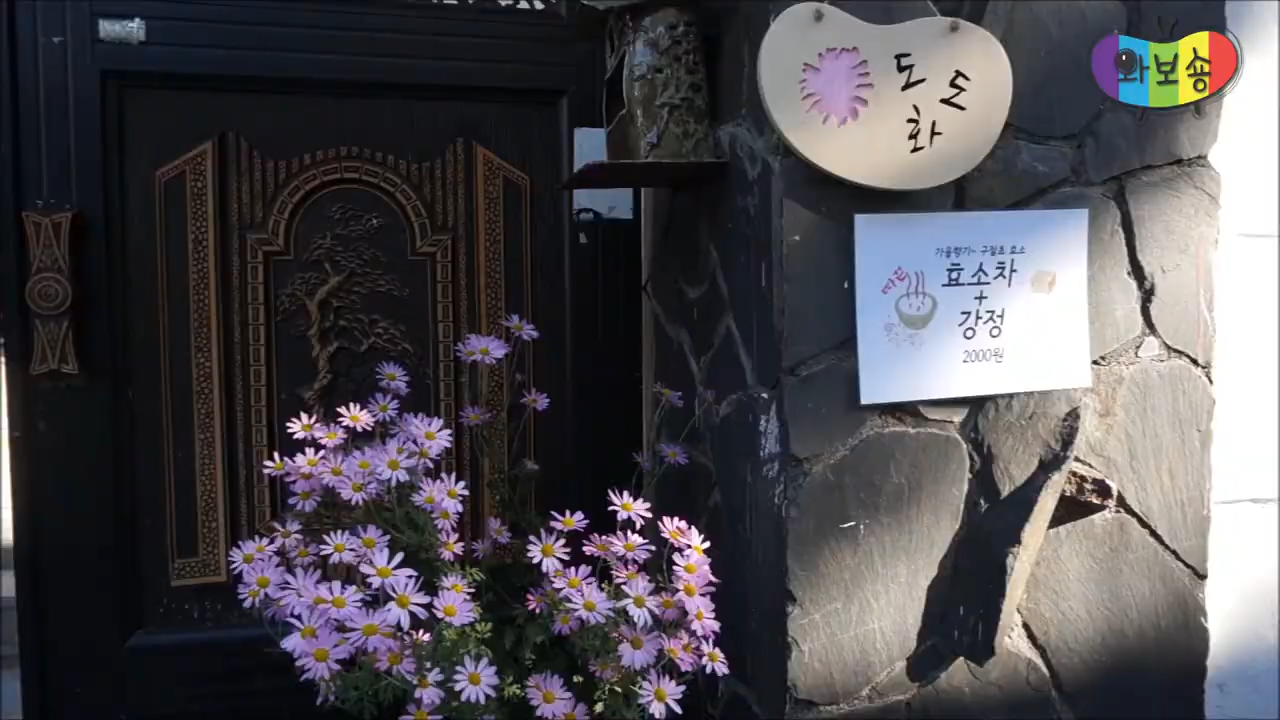 와보숑
도도화
가을향기~ 구절초 효소
따뜻
효소차
+
강정
2000원